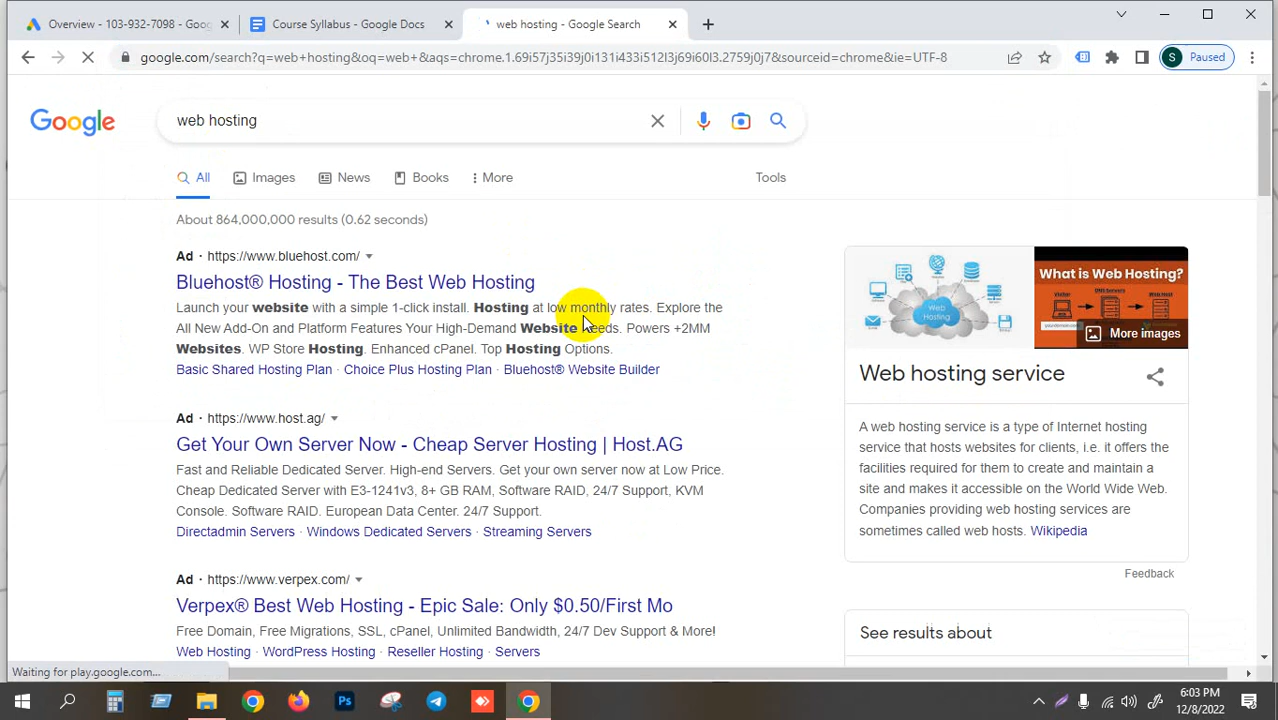 Overview - 103-932-7098 - Goog
Course Syllabus - Google Docs
web hosting - Google Search
google.com/search?q=web+hosting&oq=web+&aqs=chrome.1.69i57j35i39j0i131i433i512l3j69i60l3.2759j0j7&sourceid=chrome&ie=UTF-8
S Paused
Google
web hosting
All
Images
News
Books
More
Tools
About 864,000,000 results (0.62 seconds)
Ad · https://www.bluehost.com/
Bluehost® Hosting - The Best Web Hosting
Launch your website with a simple 1-click install Hosting at low monthly rates. Explore the
All New Add-On and Platform Features Your High-Demand Website Needs. Powers +2MM
Websites. WP Store Hosting. Enhanced cPanel. Top Hosting Options.
Basic Shared Hosting Plan · Choice Plus Hosting Plan · Bluehost® Website Builder
Ad · https://www.host.ag/
Get Your Own Server Now - Cheap Server Hosting | Host.AG
Fast and Reliable Dedicated Server. High-end Servers. Get your own server now at Low Price.
Cheap Dedicated Server with E3-1241v3, 8+ GB RAM, Software RAID, 24/7 Support, KVM
Console. Software RAID. European Data Center. 24/7 Support.
Directadmin Servers · Windows Dedicated Servers · Streaming Servers
Ad · https://www.verpex.com/
Verpex® Best Web Hosting - Epic Sale: Only $0.50/First Mo
Free Domain, Free Migrations, SSL, cPanel, Unlimited Bandwidth, 24/7 Dev Support & More!
Web Hosting · WordPress Hosting · Reseller Hosting · Servers
Web Hosting
What is Web Hosting?
More images
Web hosting service
A web hosting service is a type of Internet hosting
service that hosts websites for clients, i.e. it offers the
facilities required for them to create and maintain a
site and makes it accessible on the World Wide Web.
Companies providing web hosting services are
sometimes called web hosts. Wikipedia
Feedback
See results about
Waiting for play.google.com...
Ps
6:03 PM
12/8/2022